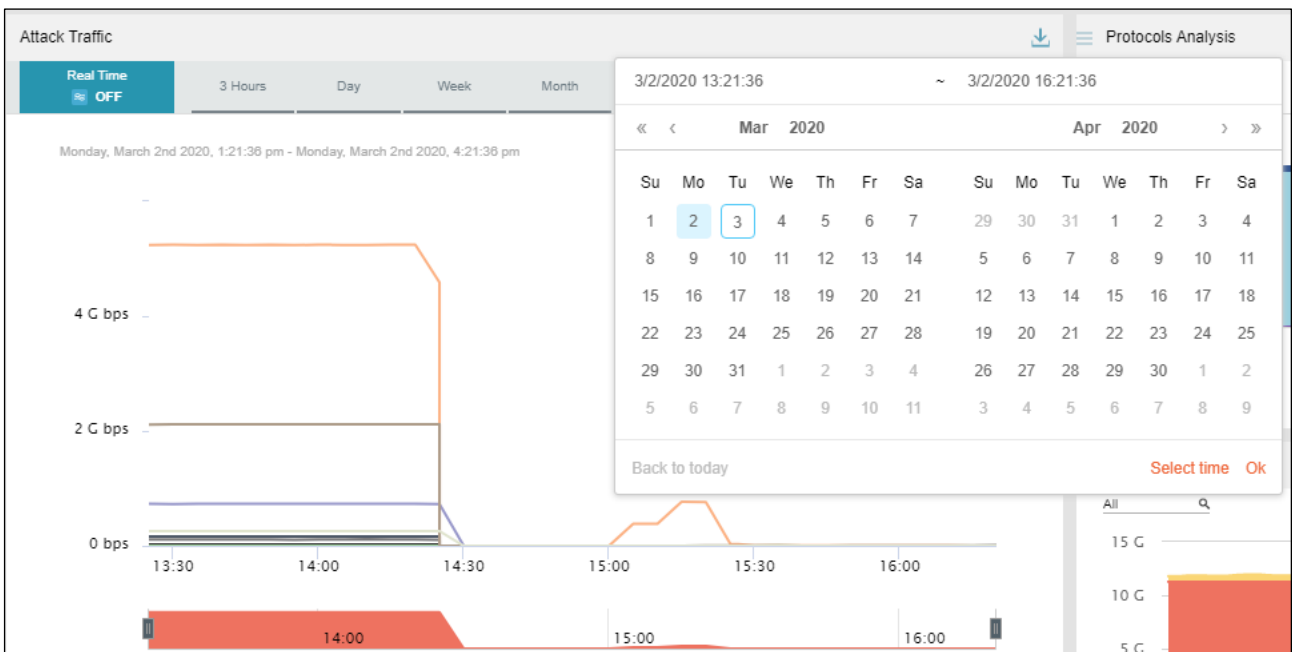 Attack Traffic
Protocols Analysis
Real Time
OFF
3 Hours
Day
Week
Month
3/2/2020 13:21:36 ~ 3/2/2020 16:21:36
« ‹ Mar 2020 Apr 2020 › »
Monday, March 2nd 2020, 1:21:36 pm - Monday, March 2nd 2020, 4:21:36 pm
Su Mo Tu We Th Fr Sa Su Mo Tu We Th Fr Sa
1 2 3 4 5 6 7 29 30 31 1 2 3 4
8 9 10 11 12 13 14 5 6 7 8 9 10 11
15 16 17 18 19 20 21 12 13 14 15 16 17 18
22 23 24 25 26 27 28 19 20 21 22 23 24 25
29 30 31 1 2 3 4 26 27 28 29 30 1 2
5 6 7 8 9 10 11 3 4 5 6 7 8 9
Back to today Select time Ok
4 G bps
2 G bps
0 bps
13:30 14:00 14:30 15:00 15:30 16:00
14:00 15:00 16:00
All
15 G
10 G
5 G